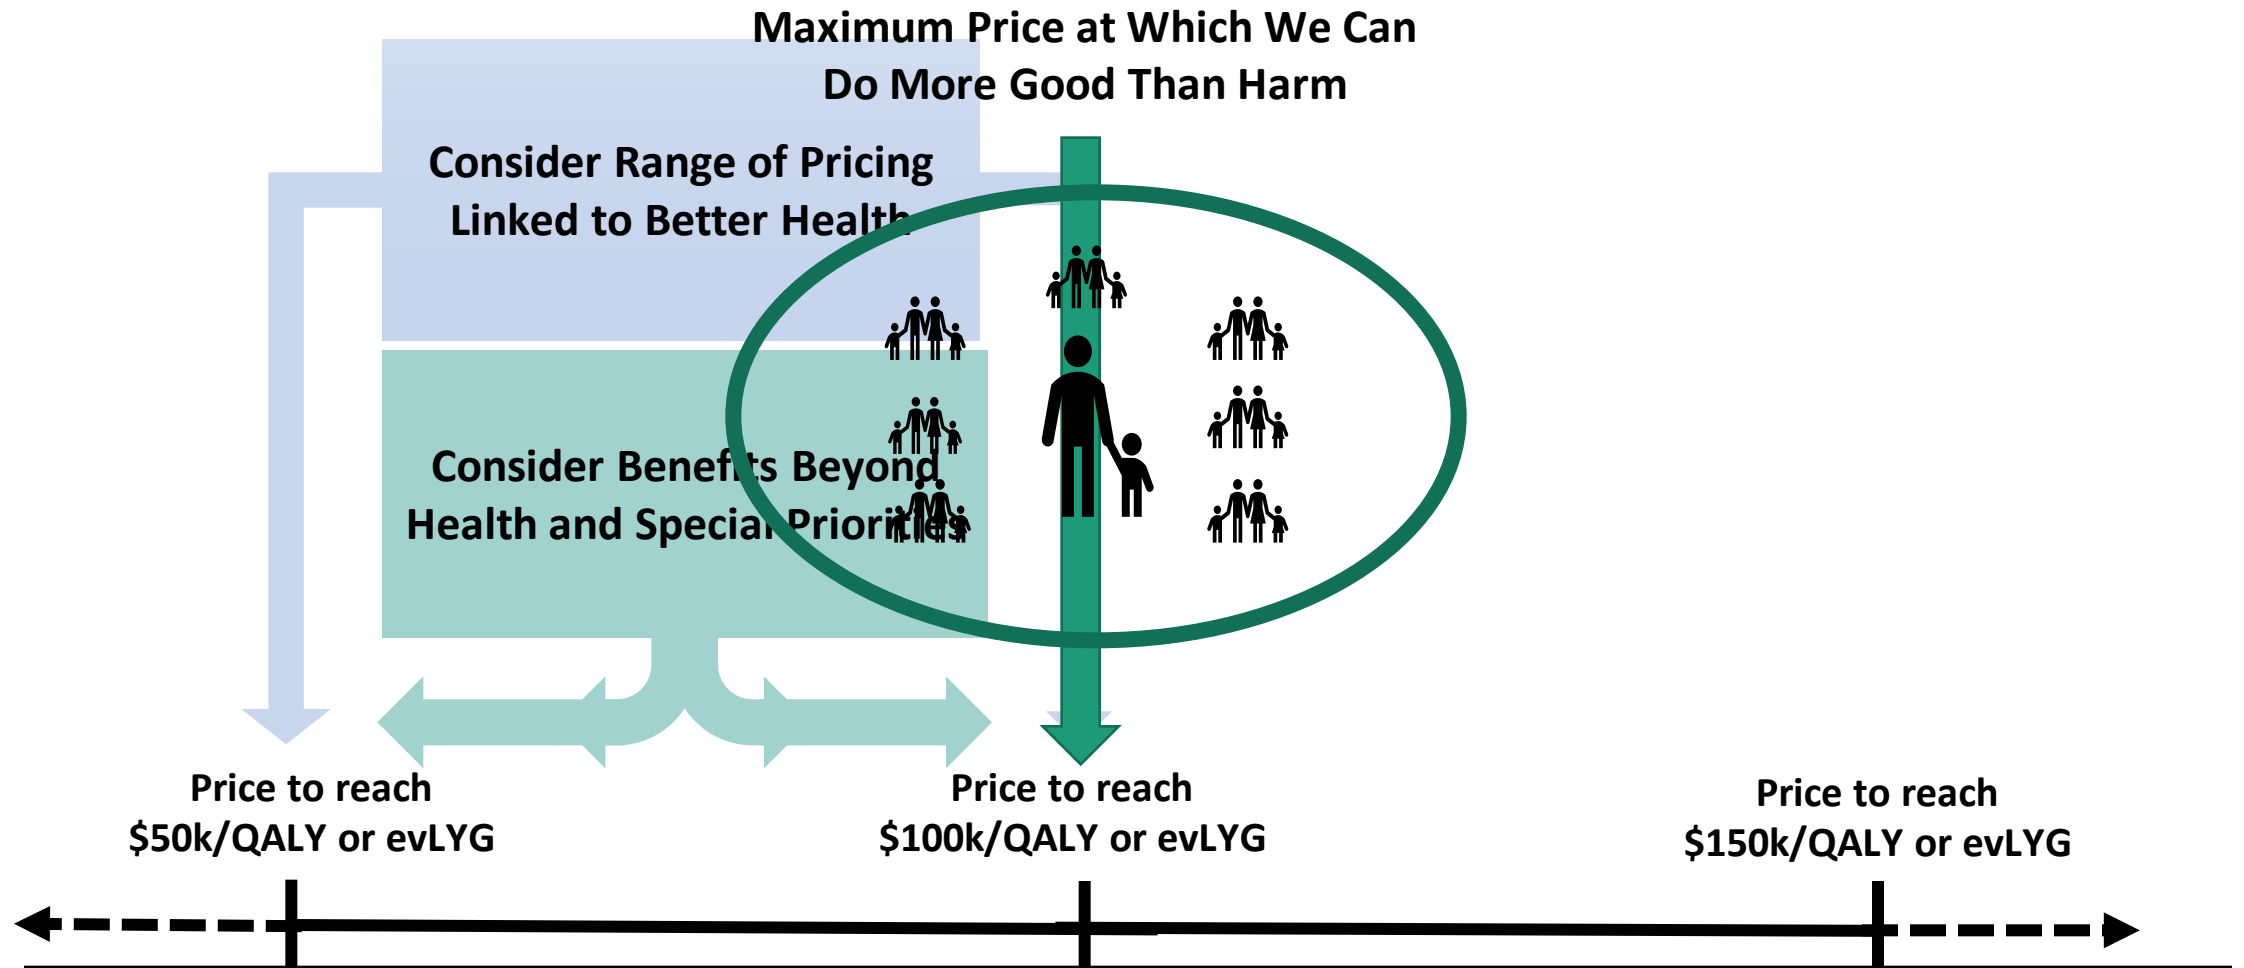 Maximum Price at Which We Can
Do More Good Than Harm
Consider Range of Pricing
Linked to Better Health
Consider Benefits Beyond
Health and Special Priorities
Price to reach
$50k/QALY or evLYG
Price to reach
$100k/QALY or evLYG
Price to reach
$150k/QALY or evLYG